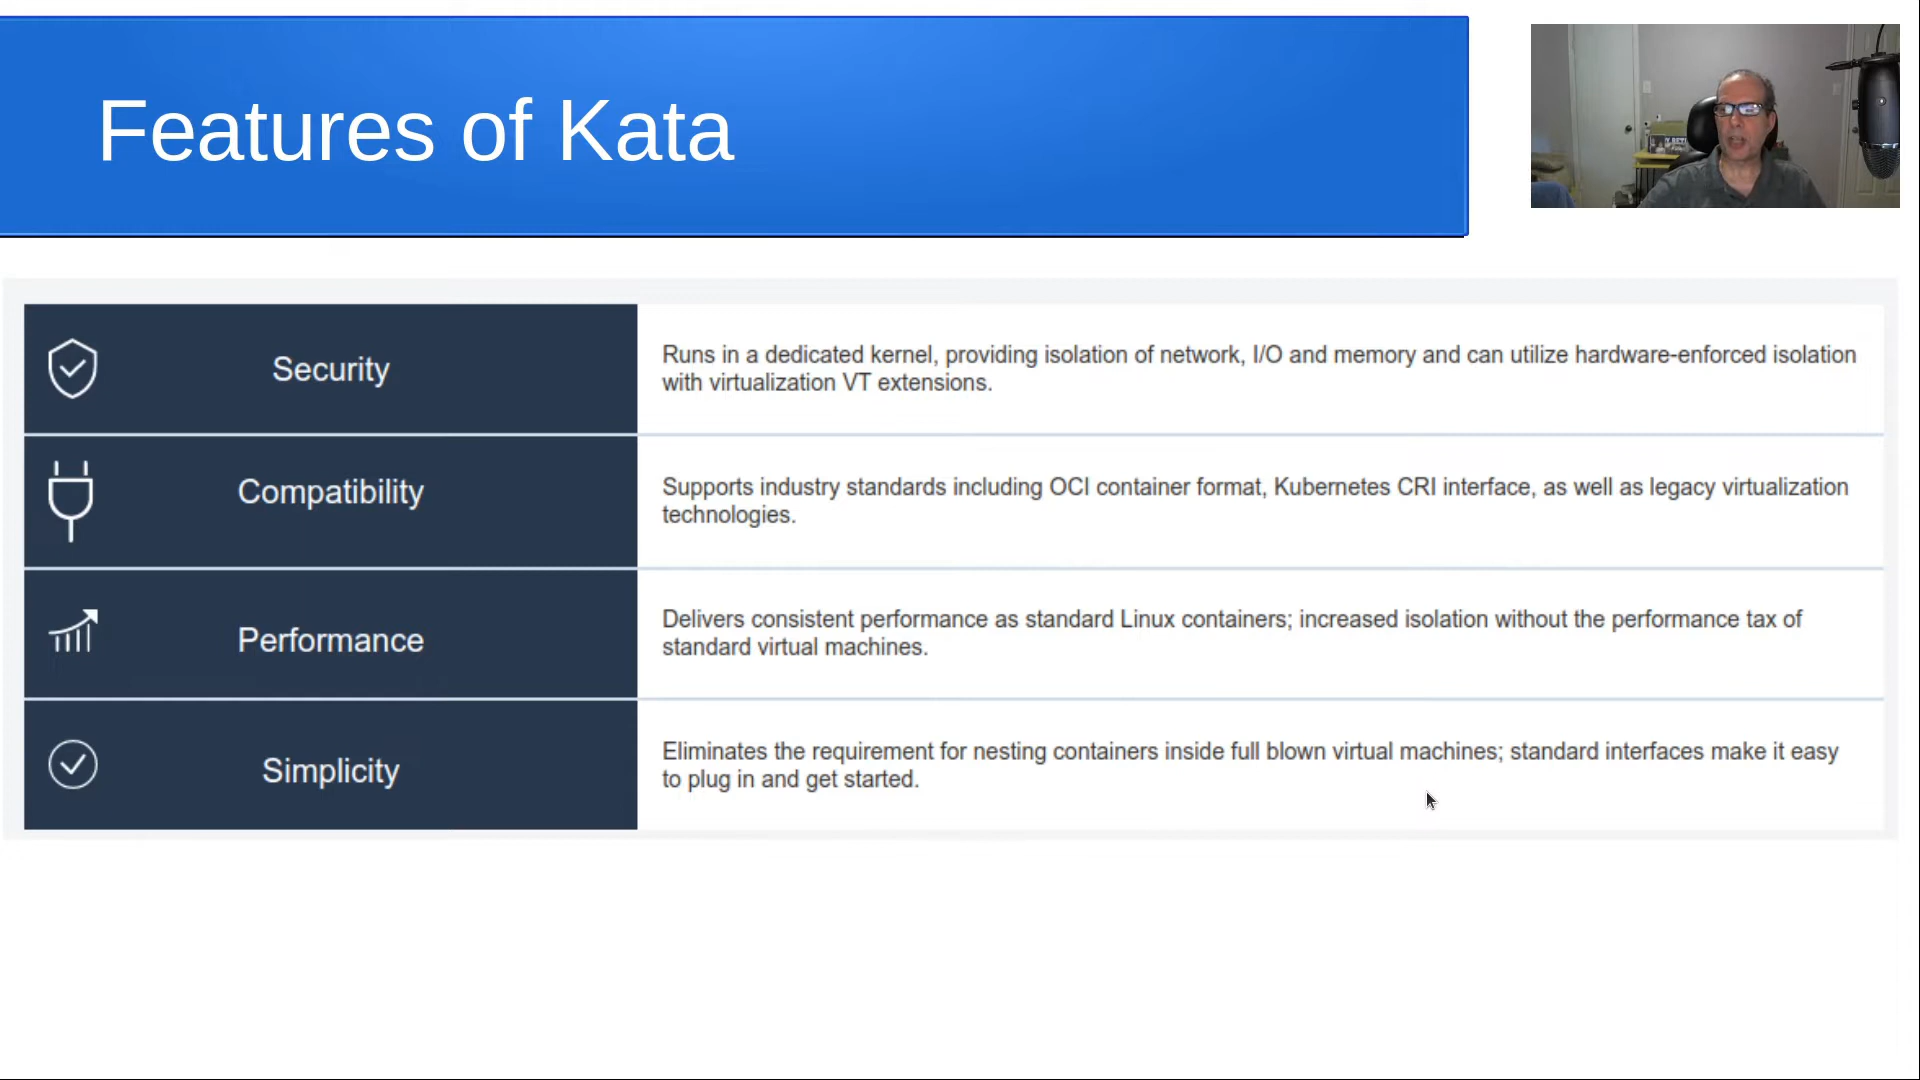 Features of Kata
Security
Runs in a dedicated kernel, providing isolation of network, I/O and memory and can utilize hardware-enforced isolation
with virtualization VT extensions.
Compatibility
Supports industry standards including OCI container format, Kubernetes CRI interface, as well as legacy virtualization
technologies.
Performance
Delivers consistent performance as standard Linux containers; increased isolation without the performance tax of
standard virtual machines.
Simplicity
Eliminates the requirement for nesting containers inside full blown virtual machines; standard interfaces make it easy
to plug in and get started.